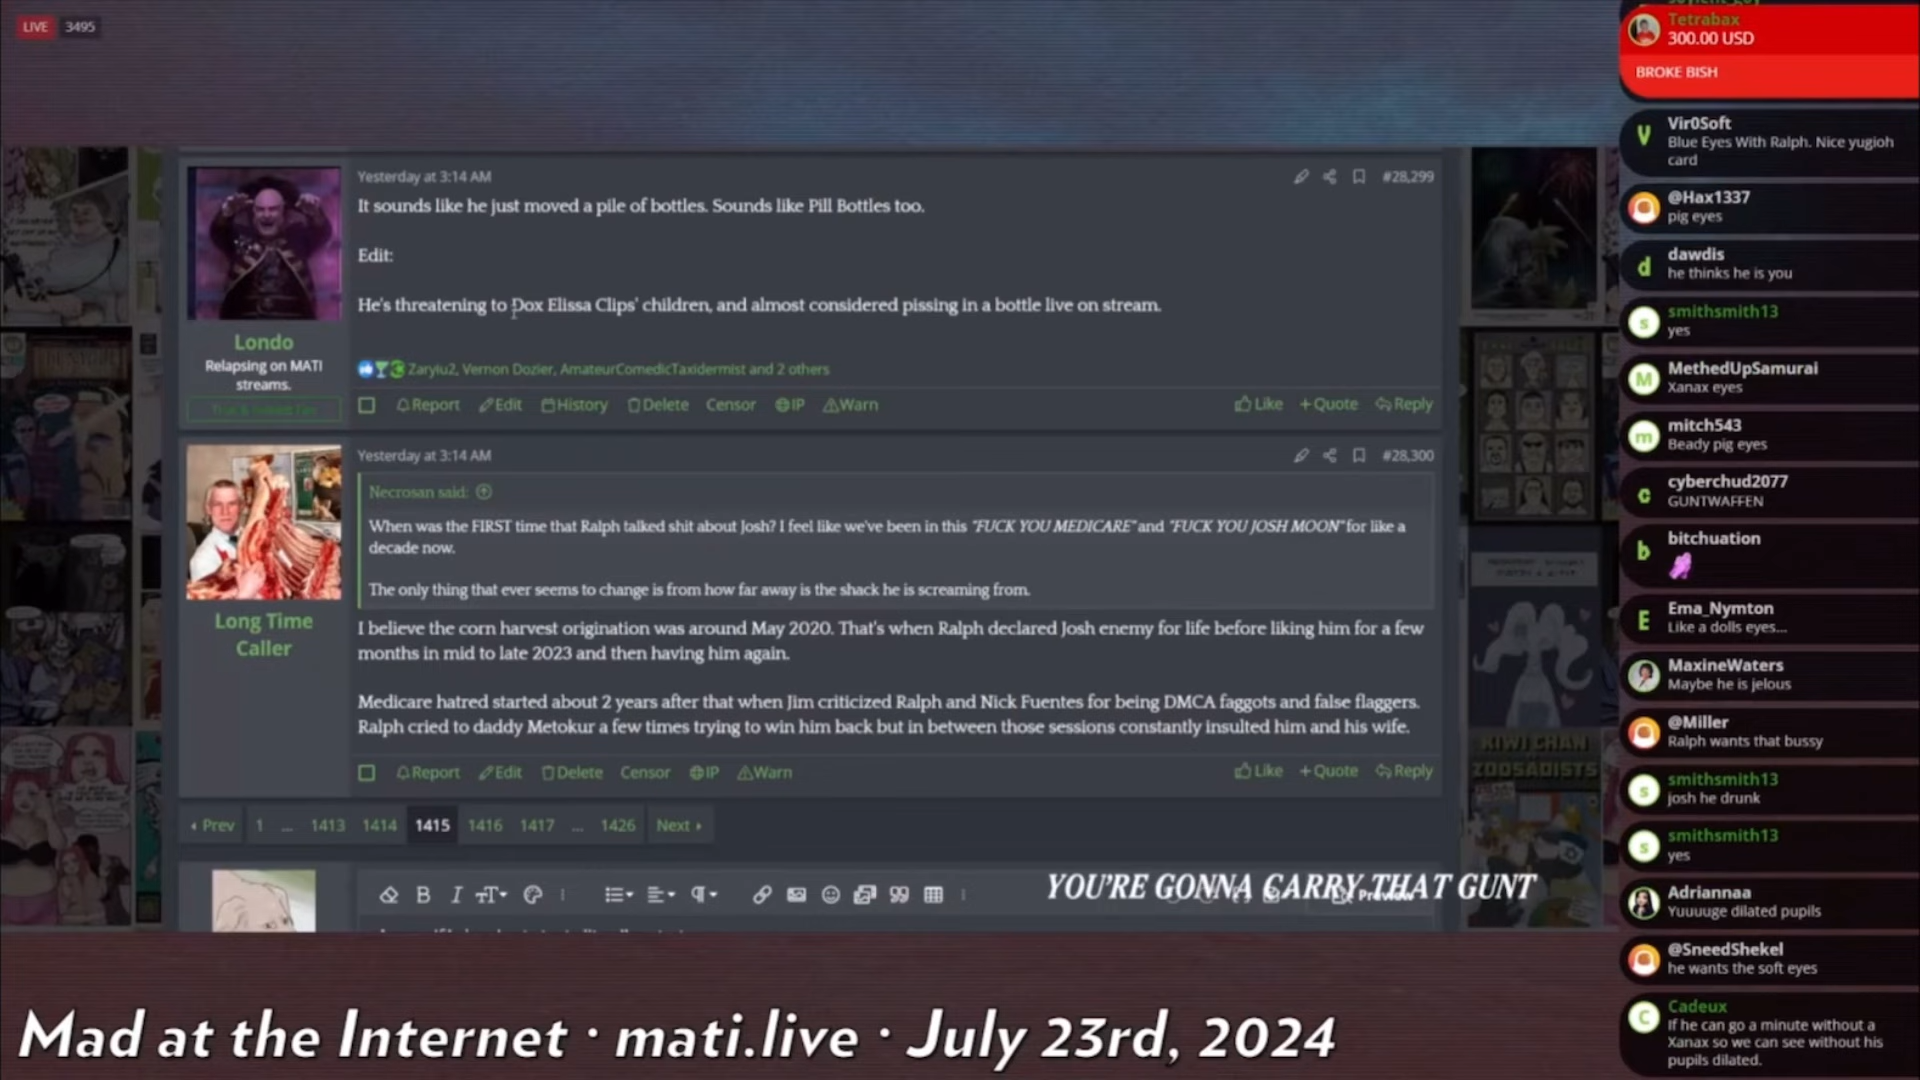 LIVE 3495
Yesterday at 3:14 AM
#28,299
It sounds like he just moved a pile of bottles. Sounds like Pill Bottles too.
Edit:
He's threatening to Dox Elissa Clips' children, and almost considered pissing in a bottle live on stream.
Londo
Relapsing on MATI
streams.
Zaryiu2, Vernon Dozier, AmateurComedicTaxidermist and 2 others
Report Edit History Delete Censor IP Warn
Like + Quote Reply
Yesterday at 3:14 AM
#28,300
Necrosan said:
When was the FIRST time that Ralph talked shit about Josh? I feel like we've been in this "FUCK YOU MEDICARE" and "FUCK YOU JOSH MOON" for like a
decade now.
The only thing that ever seems to change is from how far away is the shack he is screaming from.
Long Time
Caller
I believe the corn harvest origination was around May 2020. That's when Ralph declared Josh enemy for life before liking him for a few
months in mid to late 2023 and then having him again.
Medicare hatred started about 2 years after that when Jim criticized Ralph and Nick Fuentes for being DMCA faggots and false flaggers.
Ralph cried to daddy Metokur a few times trying to win him back but in between those sessions constantly insulted him and his wife.
Report Edit Delete Censor IP Warn
Like + Quote Reply
Prev 1 ... 1413 1414 1415 1416 1417 ... 1426 Next
Preview
YOU'RE GONNA CARRY THAT GUNT
KIWI CHAN
ZOOSADISTS
Mad at the Internet · mati.live · July 23rd, 2024
Tetrabax
300.00 USD
BROKE BISH
Vir0Soft
Blue Eyes With Ralph. Nice yugioh
card
@Hax1337
pig eyes
dawdis
he thinks he is you
smithsmith13
yes
MethedUpSamurai
Xanax eyes
mitch543
Beady pig eyes
cyberchud2077
GUNTWAFFEN
bitchuation
Ema_Nymton
Like a dolls eyes...
MaxineWaters
Maybe he is jelous
@Miller
Ralph wants that bussy
smithsmith13
josh he drunk
smithsmith13
yes
Adriannaa
Yuuuuge dilated pupils
@SneedShekel
he wants the soft eyes
Cadeux
If he can go a minute without a
Xanax so we can see without his
pupils dilated.